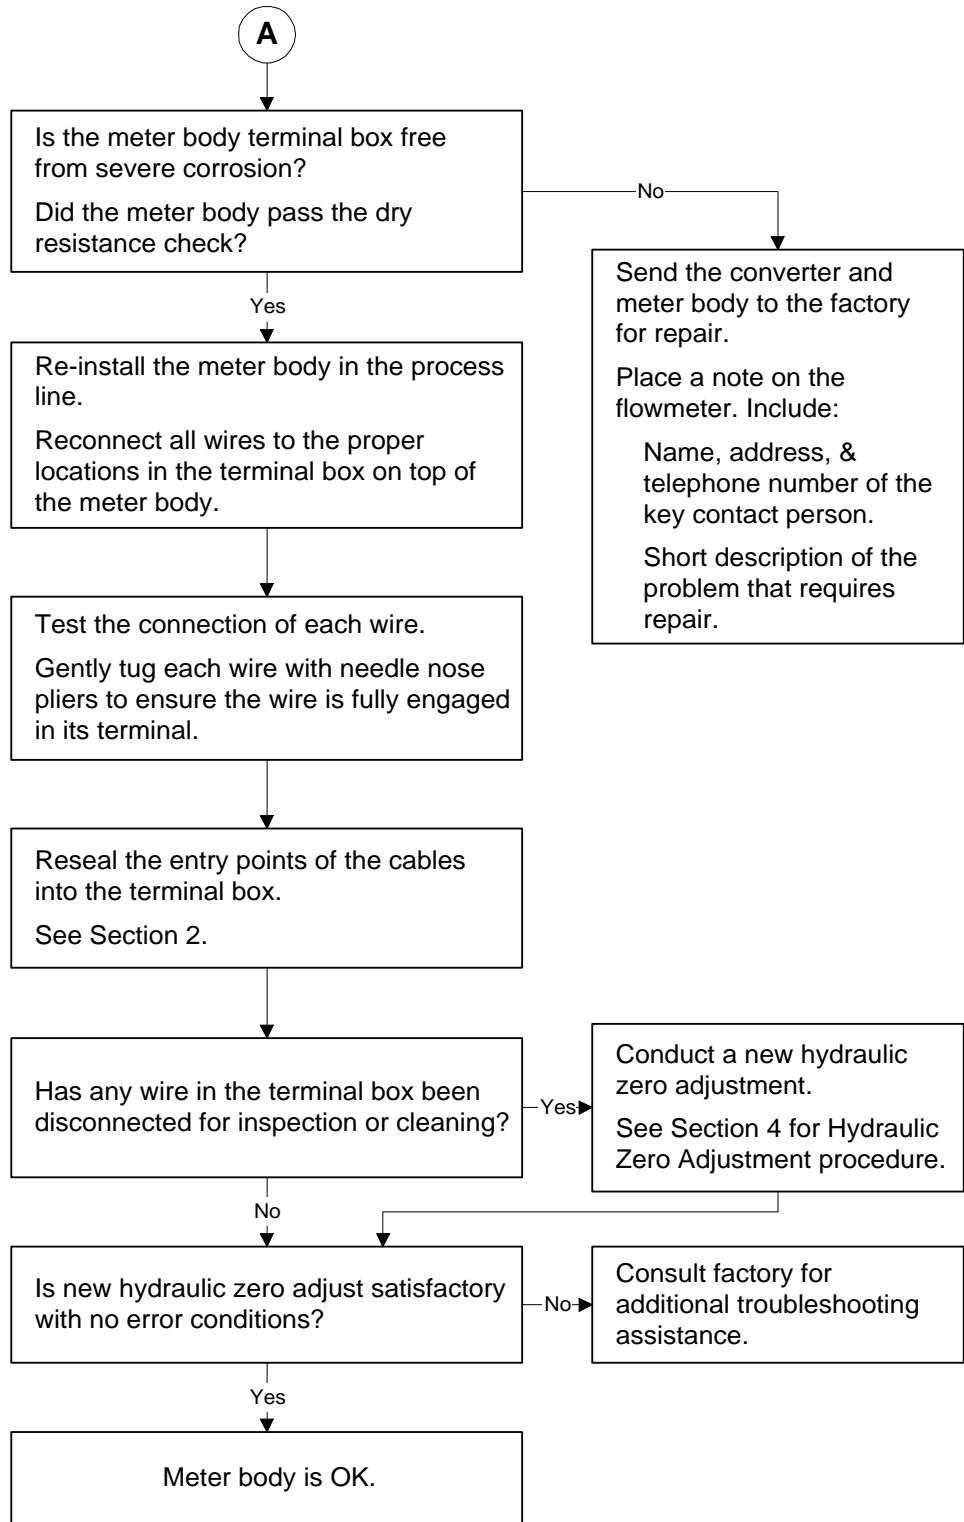 A
Is the meter body terminal box free
from severe corrosion?
Did the meter body pass the dry
resistance check?
No
Yes
Send the converter and
meter body to the factory
for repair.
Place a note on the
flowmeter. Include:
Name, address, &
telephone number of the
key contact person.
Short description of the
problem that requires
repair.
Re-install the meter body in the process
line.
Reconnect all wires to the proper
locations in the terminal box on top of
the meter body.
Test the connection of each wire.
Gently tug each wire with needle nose
pliers to ensure the wire is fully engaged
in its terminal.
Reseal the entry points of the cables
into the terminal box.
See Section 2.
Has any wire in the terminal box been
disconnected for inspection or cleaning?
Yes
Conduct a new hydraulic
zero adjustment.
See Section 4 for Hydraulic
Zero Adjustment procedure.
No
Is new hydraulic zero adjust satisfactory
with no error conditions?
No
Consult factory for
additional troubleshooting
assistance.
Yes
Meter body is OK.